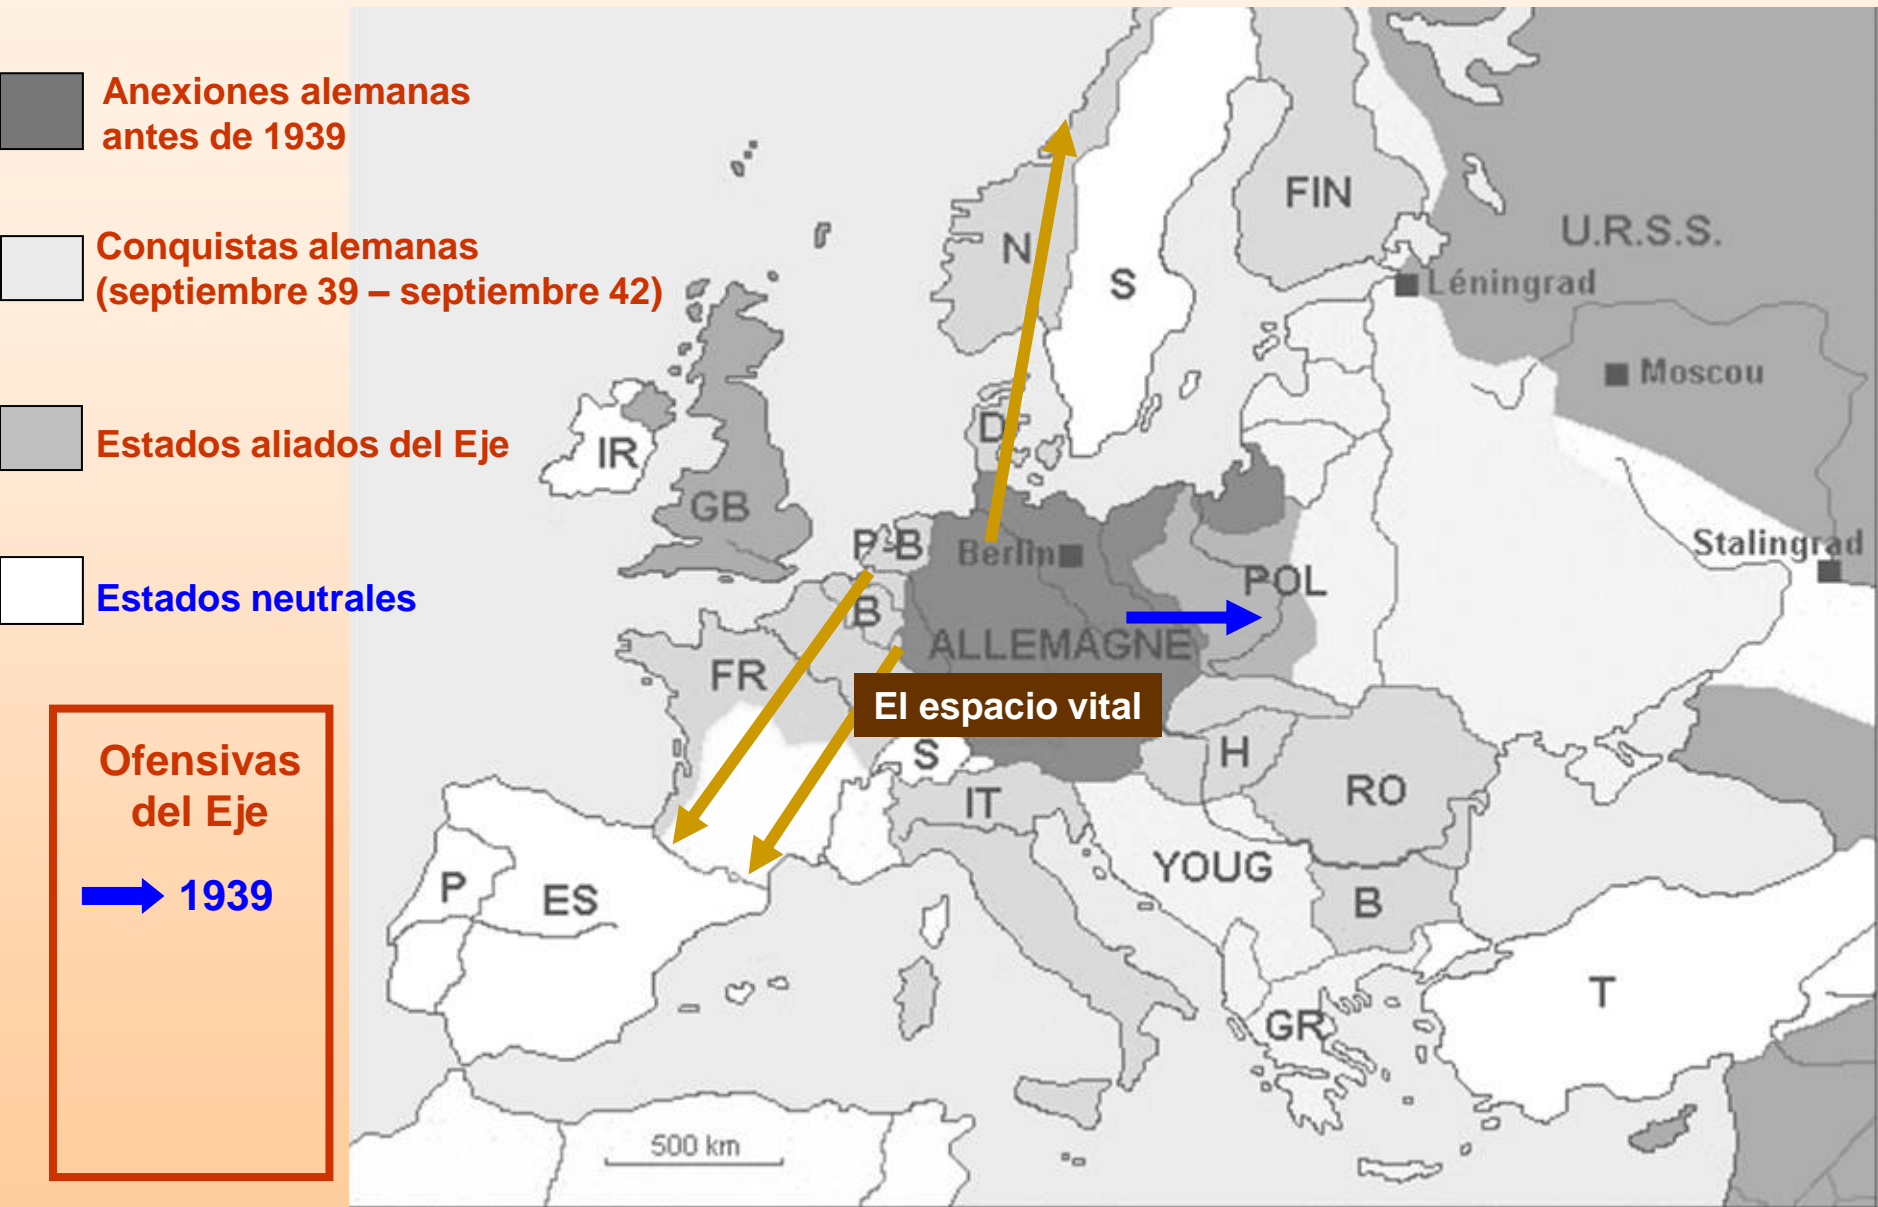 Anexiones alemanas
antes de 1939
Conquistas alemanas
(septiembre 39 – septiembre 42)
Estados aliados del Eje
Estados neutrales
Ofensivas
del Eje
1939
FIN
U.R.S.S.
N
S
Léningrad
Moscou
IR
D
GB
P-B
Berlin
Stalingrad
POL
B
ALLEMAGNE
FR
El espacio vital
S
H
IT
RO
YOUG
P
ES
B
T
GR
500 km